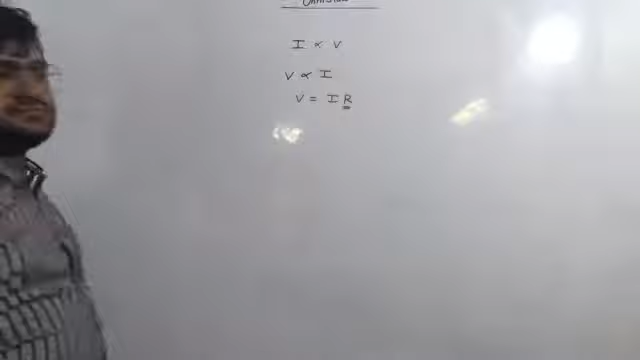 I ∝ V
V ∝ I
V = I R